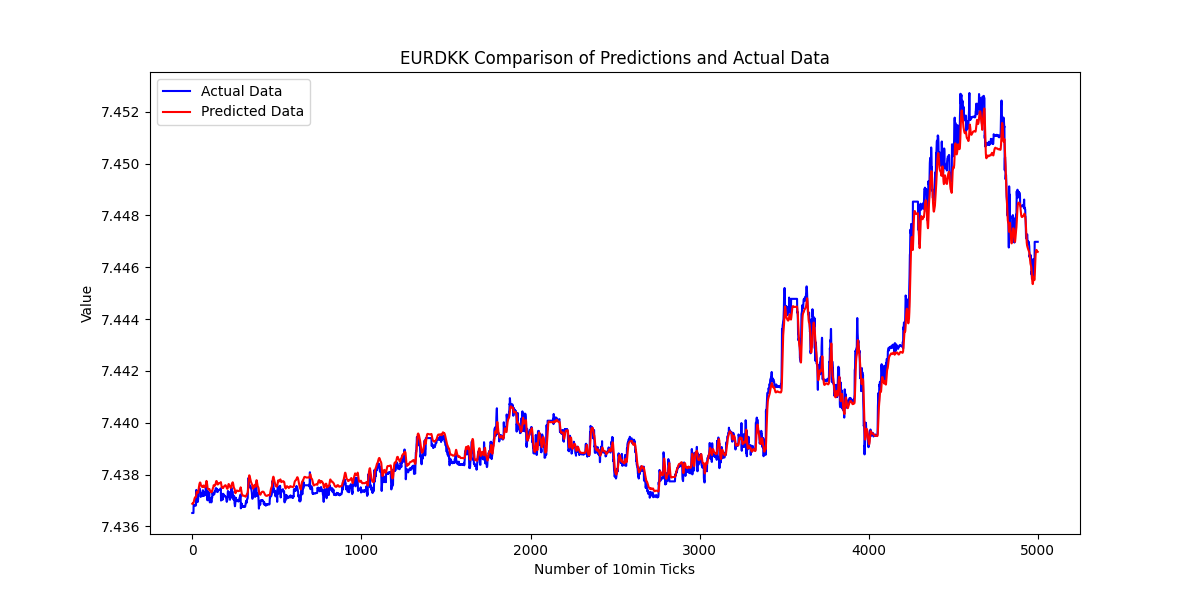 EURDKK Comparison of Predictions and Actual Data
Actual Data
Predicted Data
7.452
7.450
7.448
7.446
7.444
7.442
7.440
7.438
7.436
Value
0 1000 2000 3000 4000 5000
Number of 10min Ticks